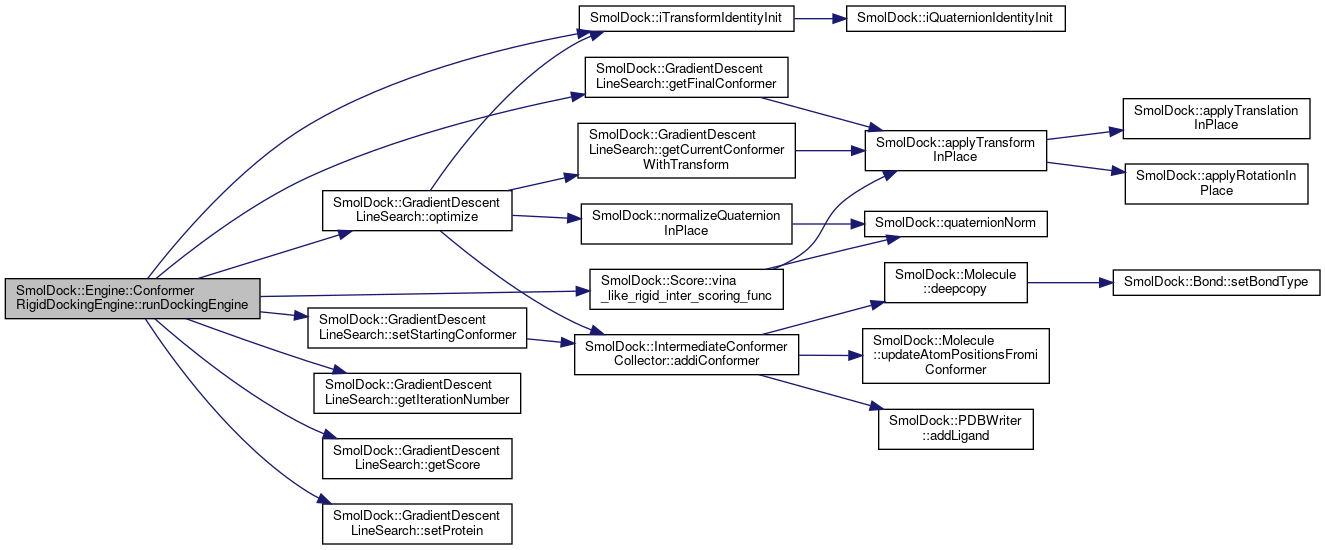 SmolDock::Engine::Conformer
RigidDockingEngine::runDockingEngine
SmolDock::iTransformIdentityInit
SmolDock::iQuaternionIdentityInit
SmolDock::GradientDescent
LineSearch::getFinalConformer
SmolDock::GradientDescent
LineSearch::optimize
SmolDock::GradientDescent
LineSearch::getCurrentConformer
WithTransform
SmolDock::normalizeQuaternion
InPlace
SmolDock::applyTransform
InPlace
SmolDock::applyTranslation
InPlace
SmolDock::applyRotationIn
Place
SmolDock::quaternionNorm
SmolDock::Score::vina
_like_rigid_inter_scoring_func
SmolDock::GradientDescent
LineSearch::setStartingConformer
SmolDock::IntermediateConformer
Collector::addiConformer
SmolDock::Molecule
::deepcopy
SmolDock::Bond::setBondType
SmolDock::Molecule
::updateAtomPositionsFromi
Conformer
SmolDock::PDBWriter
::addLigand
SmolDock::GradientDescent
LineSearch::getIterationNumber
SmolDock::GradientDescent
LineSearch::getScore
SmolDock::GradientDescent
LineSearch::setProtein